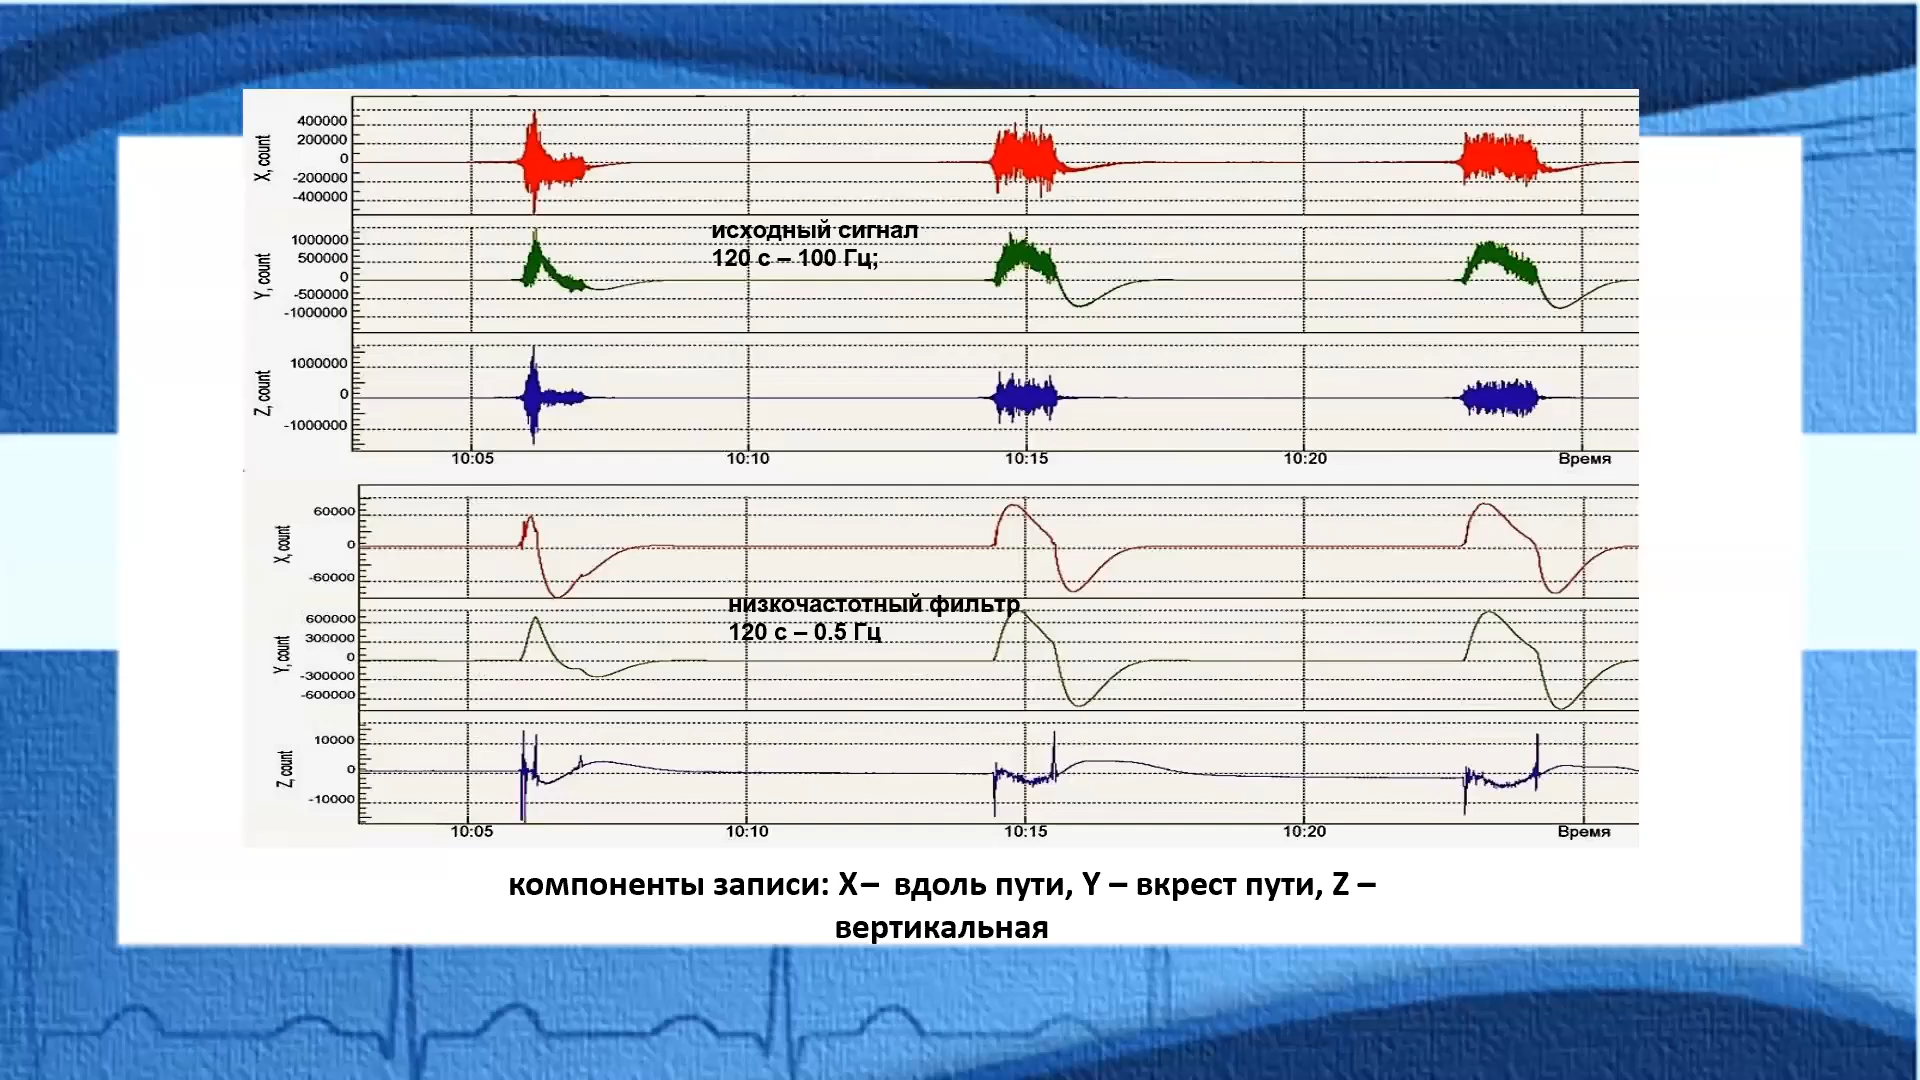 X, count
400000
200000
0
-200000
-400000
исходный сигнал
120 с – 100 Гц;
Y, count
1000000
500000
0
-500000
-1000000
Z, count
1000000
0
-1000000
10:05 10:10 10:15 10:20 Время
X, count
60000
0
-60000
низкочастотный фильтр
120 с – 0.5 Гц
Y, count
600000
300000
0
-300000
-600000
Z, count
10000
0
-10000
10:05 10:10 10:15 10:20 Время
компоненты записи: X– вдоль пути, Y – вкрест пути, Z –
вертикальная